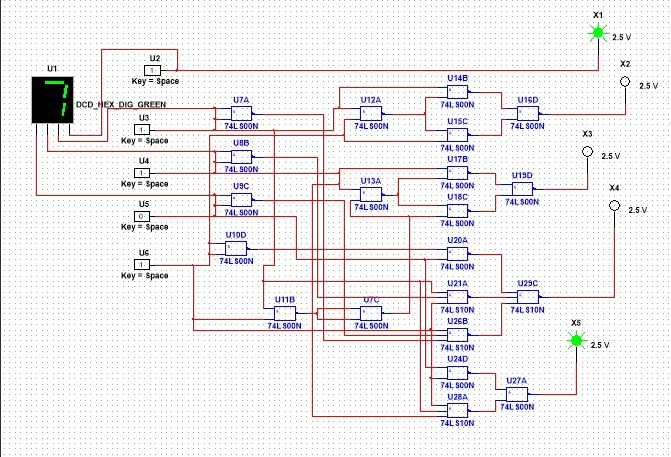 X1
2.5 V
U2
1
Key = Space
U1
X2
2.5 V
DCD_HEX_DIG_GREEN
U14B
74LS00N
U7A
74LS00N
U12A
74LS00N
U16D
74LS00N
U3
1
Key = Space
U15C
74LS00N
U8B
74LS00N
X3
2.5 V
U4
1
Key = Space
U17B
74LS00N
U13A
74LS00N
U19D
74LS00N
U9C
74LS00N
X4
2.5 V
U5
0
Key = Space
U18C
74LS00N
U10D
74LS00N
U20A
74LS00N
U6
1
Key = Space
U21A
74LS10N
U29C
74LS10N
U11B
74LS00N
U7C
74LS00N
U26B
74LS10N
X5
2.5 V
U24D
74LS00N
U27A
74LS00N
U28A
74LS10N